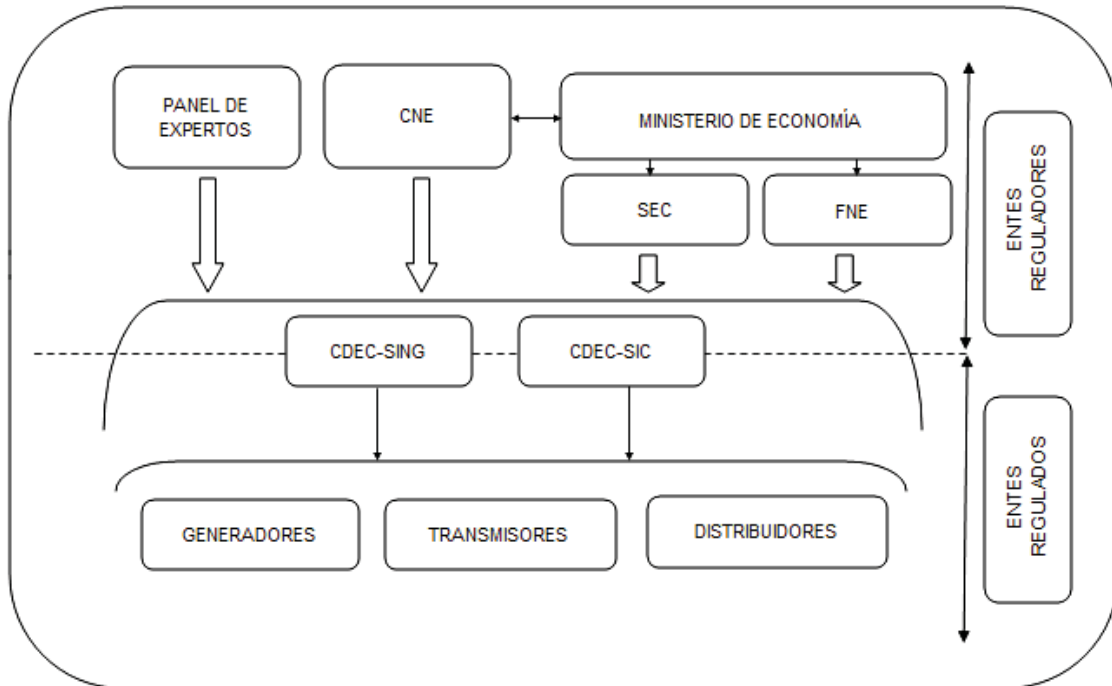 PANEL DE
EXPERTOS
CNE
MINISTERIO DE ECONOMÍA
SEC
FNE
ENTES
REGULADORES
CDEC-SING
CDEC-SIC
GENERADORES
TRANSMISORES
DISTRIBUIDORES
ENTES
REGULADOS